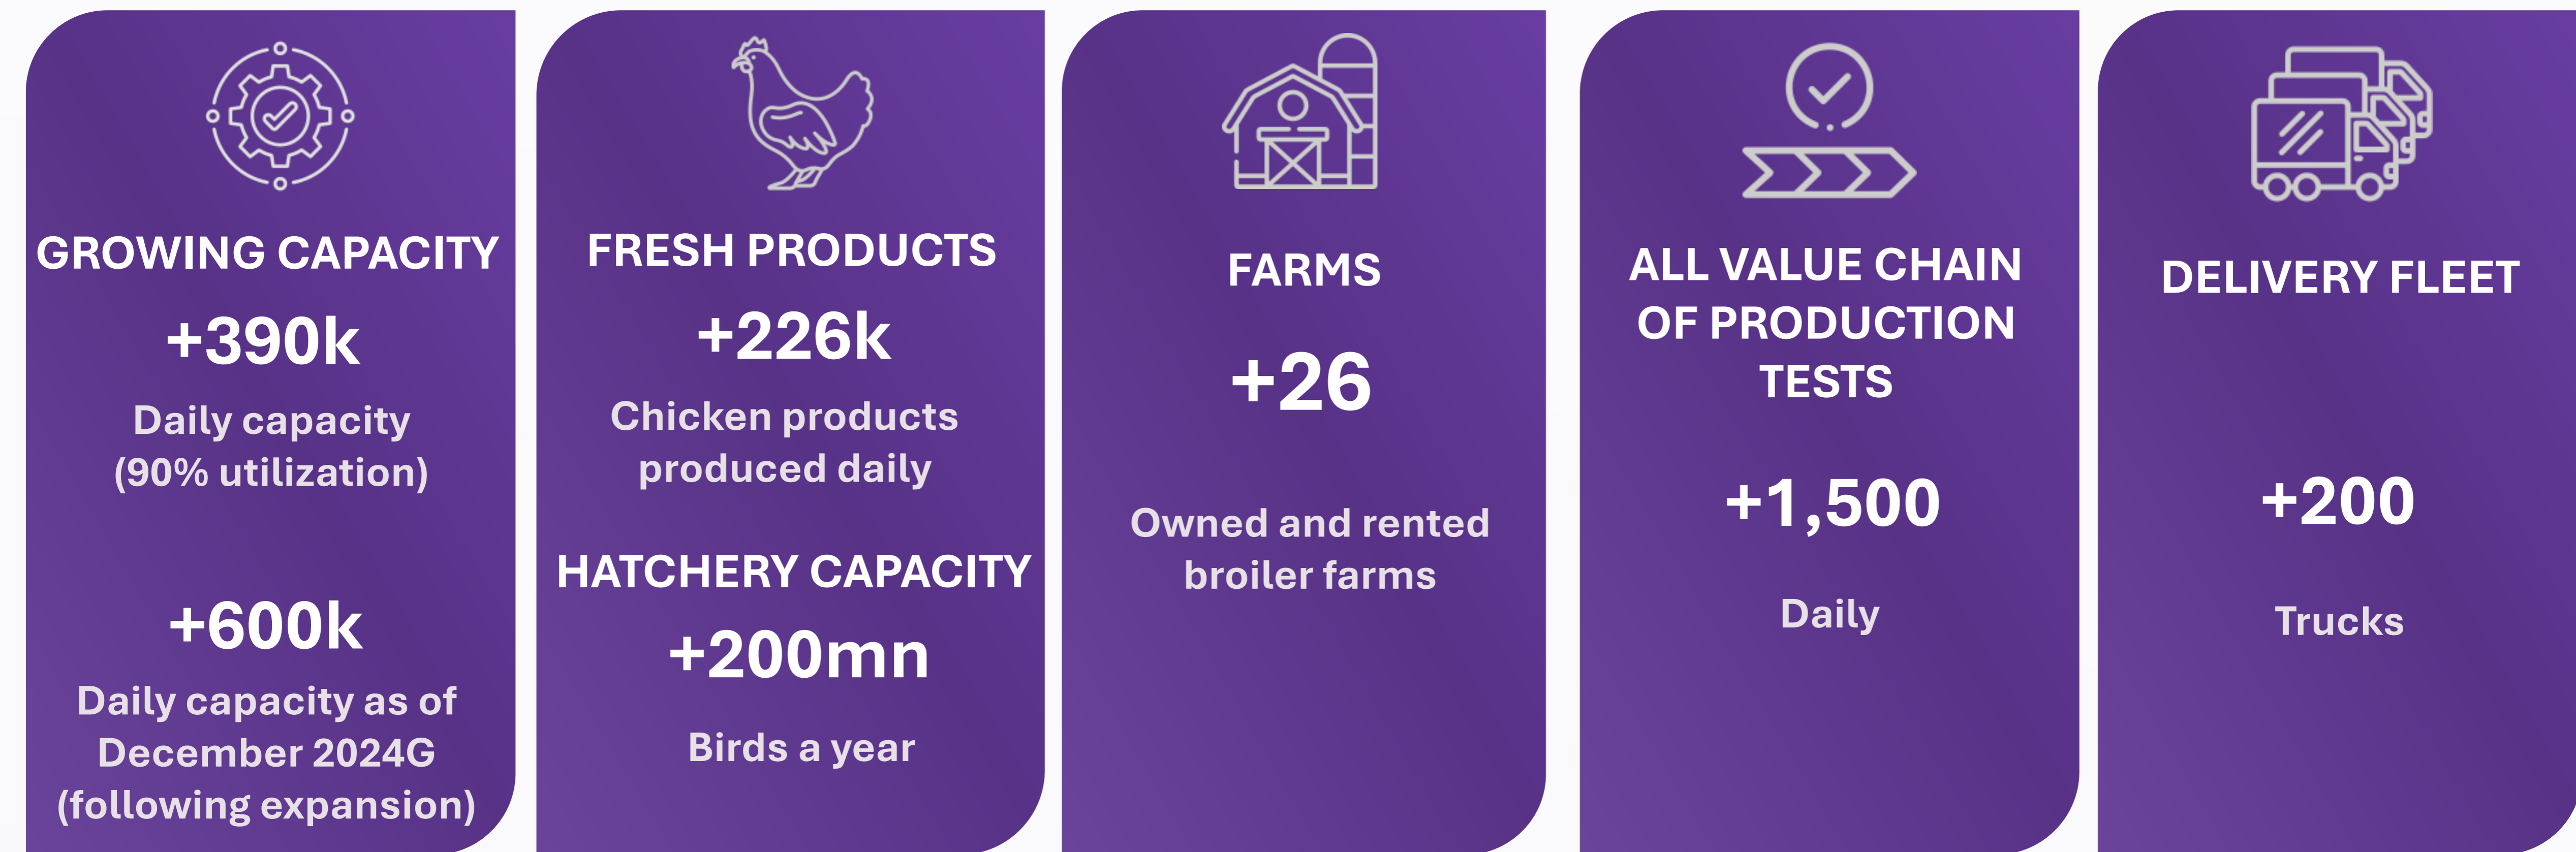 GROWING CAPACITY
+390k
Daily capacity
(90% utilization)
+600k
Daily capacity as of
December 2024G
(following expansion)
FRESH PRODUCTS
+226k
Chicken products
produced daily
HATCHERY CAPACITY
+200mn
Birds a year
FARMS
+26
Owned and rented
broiler farms
ALL VALUE CHAIN
OF PRODUCTION
TESTS
+1,500
Daily
DELIVERY FLEET
+200
Trucks